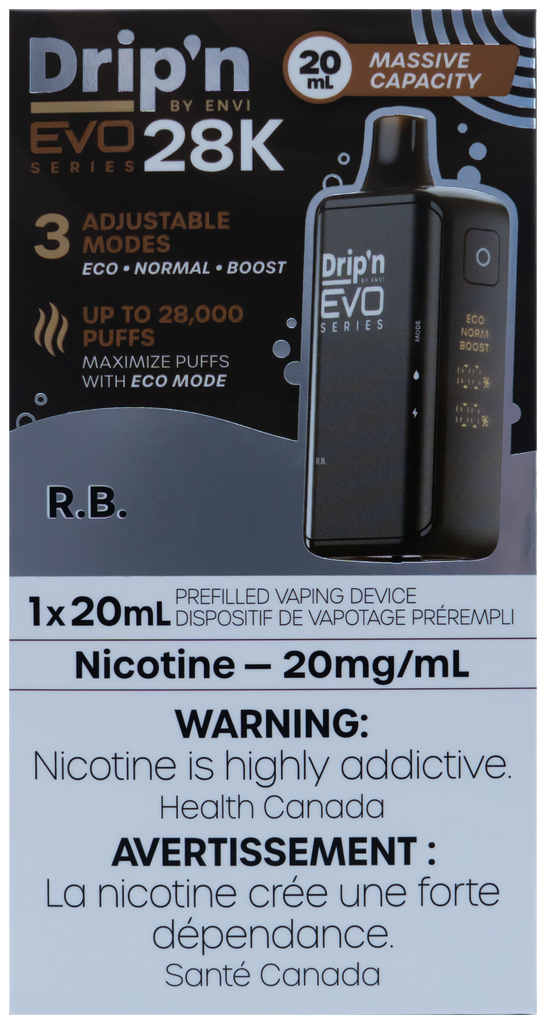 Drip'n
BY ENVI
EVO
SERIES
28K
20
mL
MASSIVE
CAPACITY
3
ADJUSTABLE
MODES
ECO • NORMAL • BOOST
UP TO 28,000
PUFFS
MAXIMIZE PUFFS
WITH ECO MODE
Drip'n
BY ENVI
EVO
SERIES
MODE
R.B.
ECO
NORM
BOOST
R.B.
1x20mL
PREFILLED VAPING DEVICE
DISPOSITIF DE VAPOTAGE PRÉREMPLI
Nicotine – 20mg/mL
WARNING:
Nicotine is highly addictive.
Health Canada
AVERTISSEMENT :
La nicotine crée une forte
dépendance.
Santé Canada